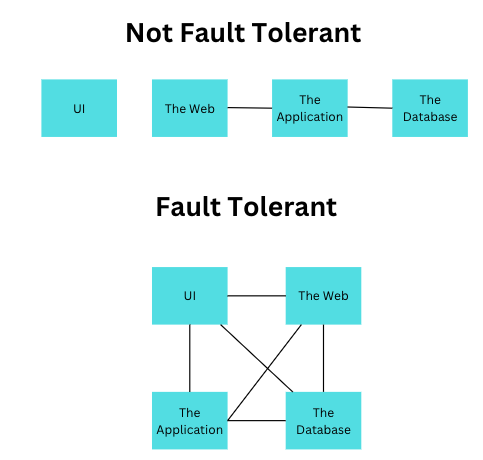 Not Fault Tolerant
UI
The Web
The
Application
The
Database
Fault Tolerant
UI
The Web
The
Application
The
Database